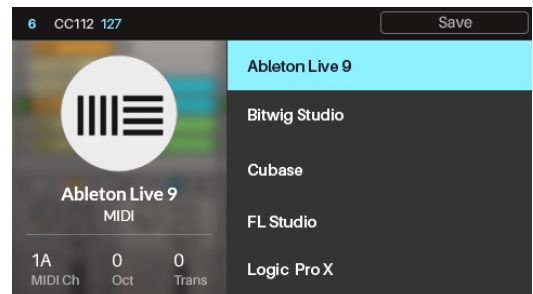 6 CC112 127 Save
Ableton Live 9
MIDI
1A 0 0
MIDI Ch Oct Trans
Ableton Live 9
Bitwig Studio
Cubase
FL Studio
Logic Pro X